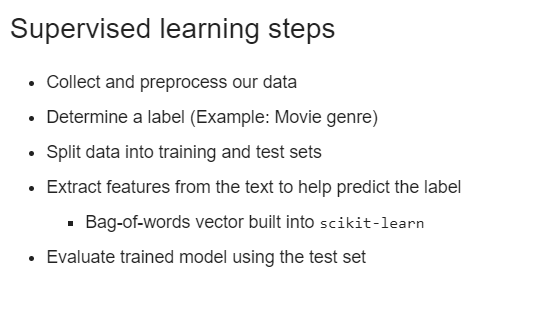 Supervised learning steps
• Collect and preprocess our data
• Determine a label (Example: Movie genre)
• Split data into training and test sets
• Extract features from the text to help predict the label
▪ Bag-of-words vector built into scikit-learn
• Evaluate trained model using the test set